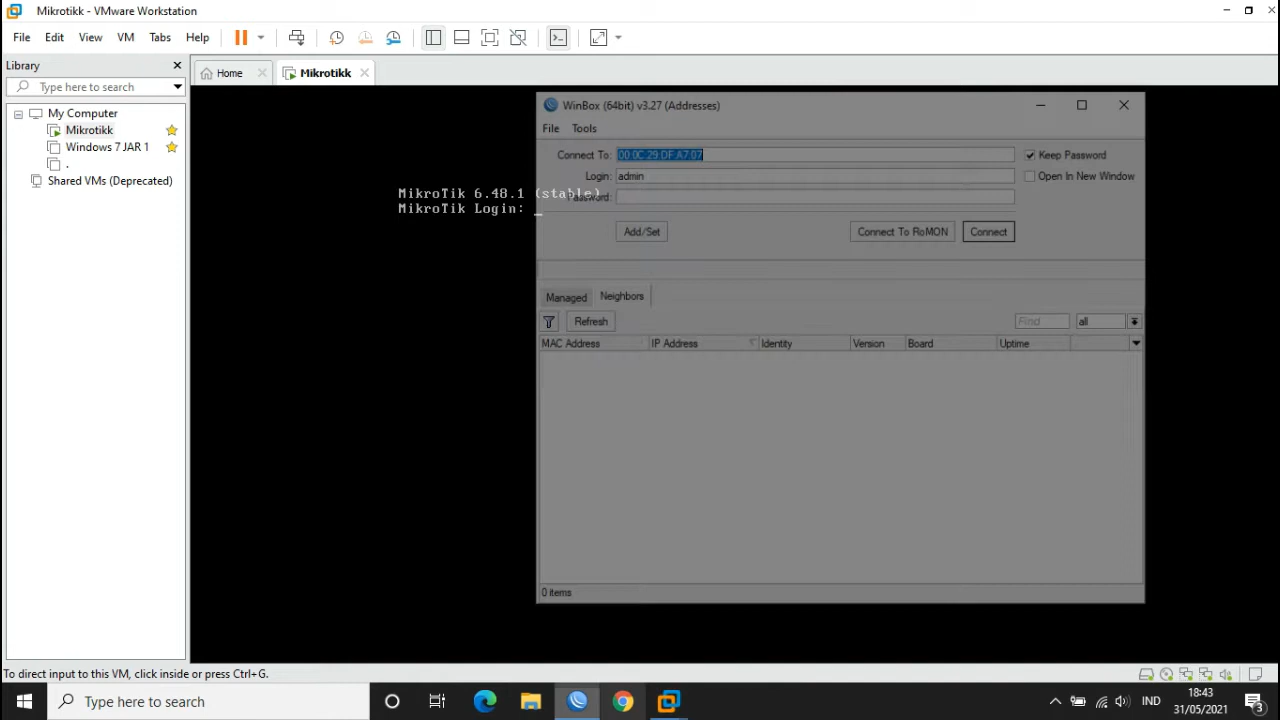 Mikrotikk - VMware Workstation
File Edit View VM Tabs Help
Library
Type here to search
My Computer
Mikrotikk
Windows 7 JAR 1
.
Shared VMs (Deprecated)
Home
Mikrotikk
MikroTik 6.48.1 (stable)
MikroTik Login: _
WinBox (64bit) v3.27 (Addresses)
File Tools
Connect To: 00:0C:29:DF:A7:07
Keep Password
Login: admin
Open In New Window
Password:
Add/Set
Connect To RoMON
Connect
Managed Neighbors
Refresh
Find
all
MAC Address IP Address Identity Version Board Uptime
0 items
To direct input to this VM, click inside or press Ctrl+G.
Type here to search
IND
18:43
31/05/2021
3